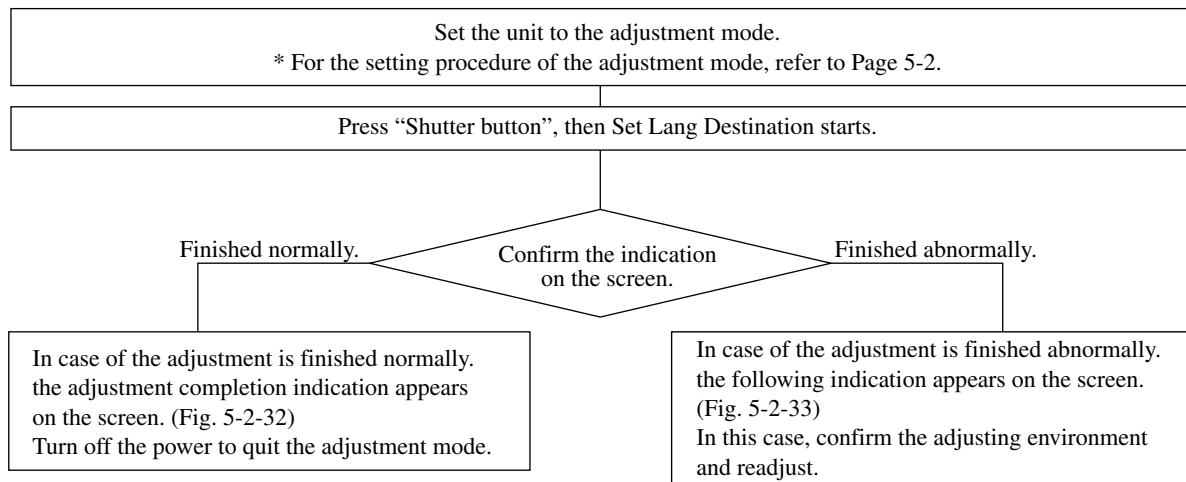 Set the unit to the adjustment mode.
* For the setting procedure of the adjustment mode, refer to Page 5-2.
Press “Shutter button”, then Set Lang Destination starts.
Finished normally.
Confirm the indication
on the screen.
Finished abnormally.
In case of the adjustment is finished normally.
the adjustment completion indication appears
on the screen. (Fig. 5-2-32)
Turn off the power to quit the adjustment mode.
In case of the adjustment is finished abnormally.
the following indication appears on the screen.
(Fig. 5-2-33)
In this case, confirm the adjusting environment
and readjust.